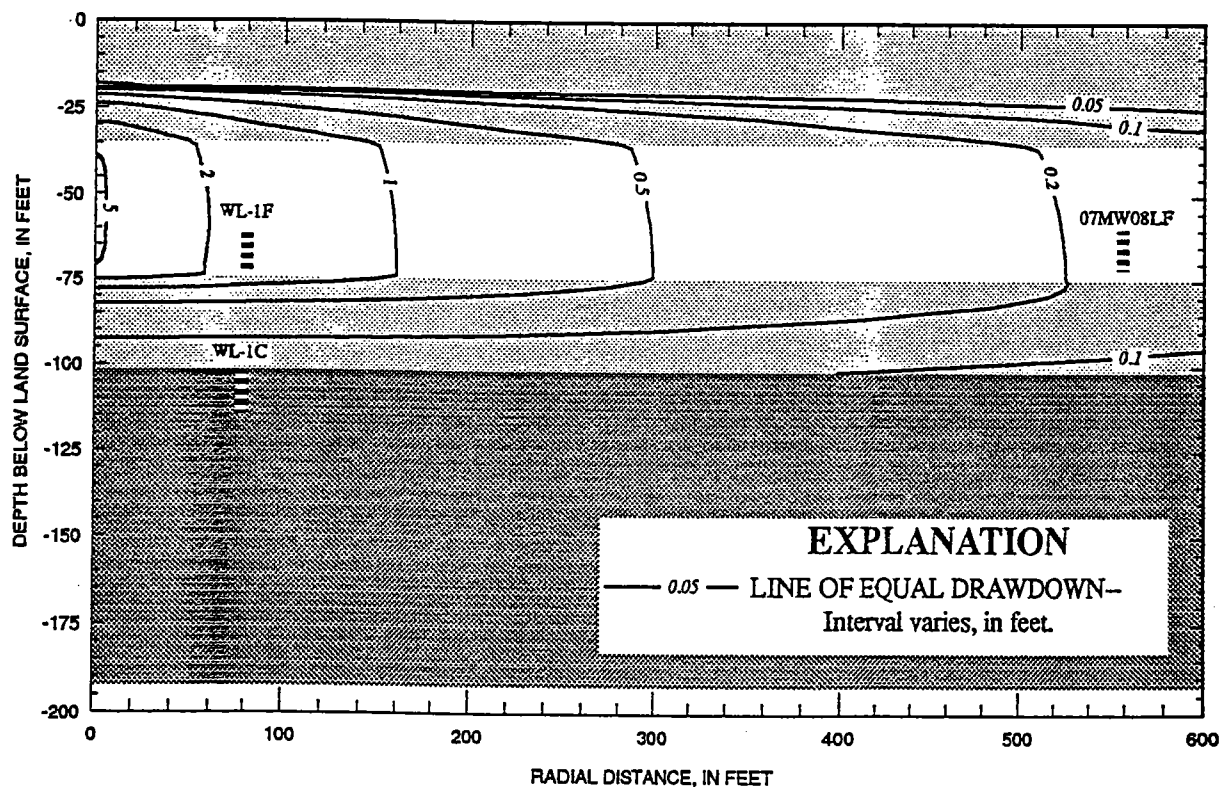 DEPTH BELOW LAND SURFACE, IN FEET
0
-25
-50
-75
-100
-125
-150
-175
-200
0.05
0.1
5
2
1
0.5
0.2
WL-1F
07MW08LF
WL-1C
0.1
EXPLANATION
0.05 LINE OF EQUAL DRAWDOWN–
Interval varies, in feet.
0 100 200 300 400 500 600
RADIAL DISTANCE, IN FEET